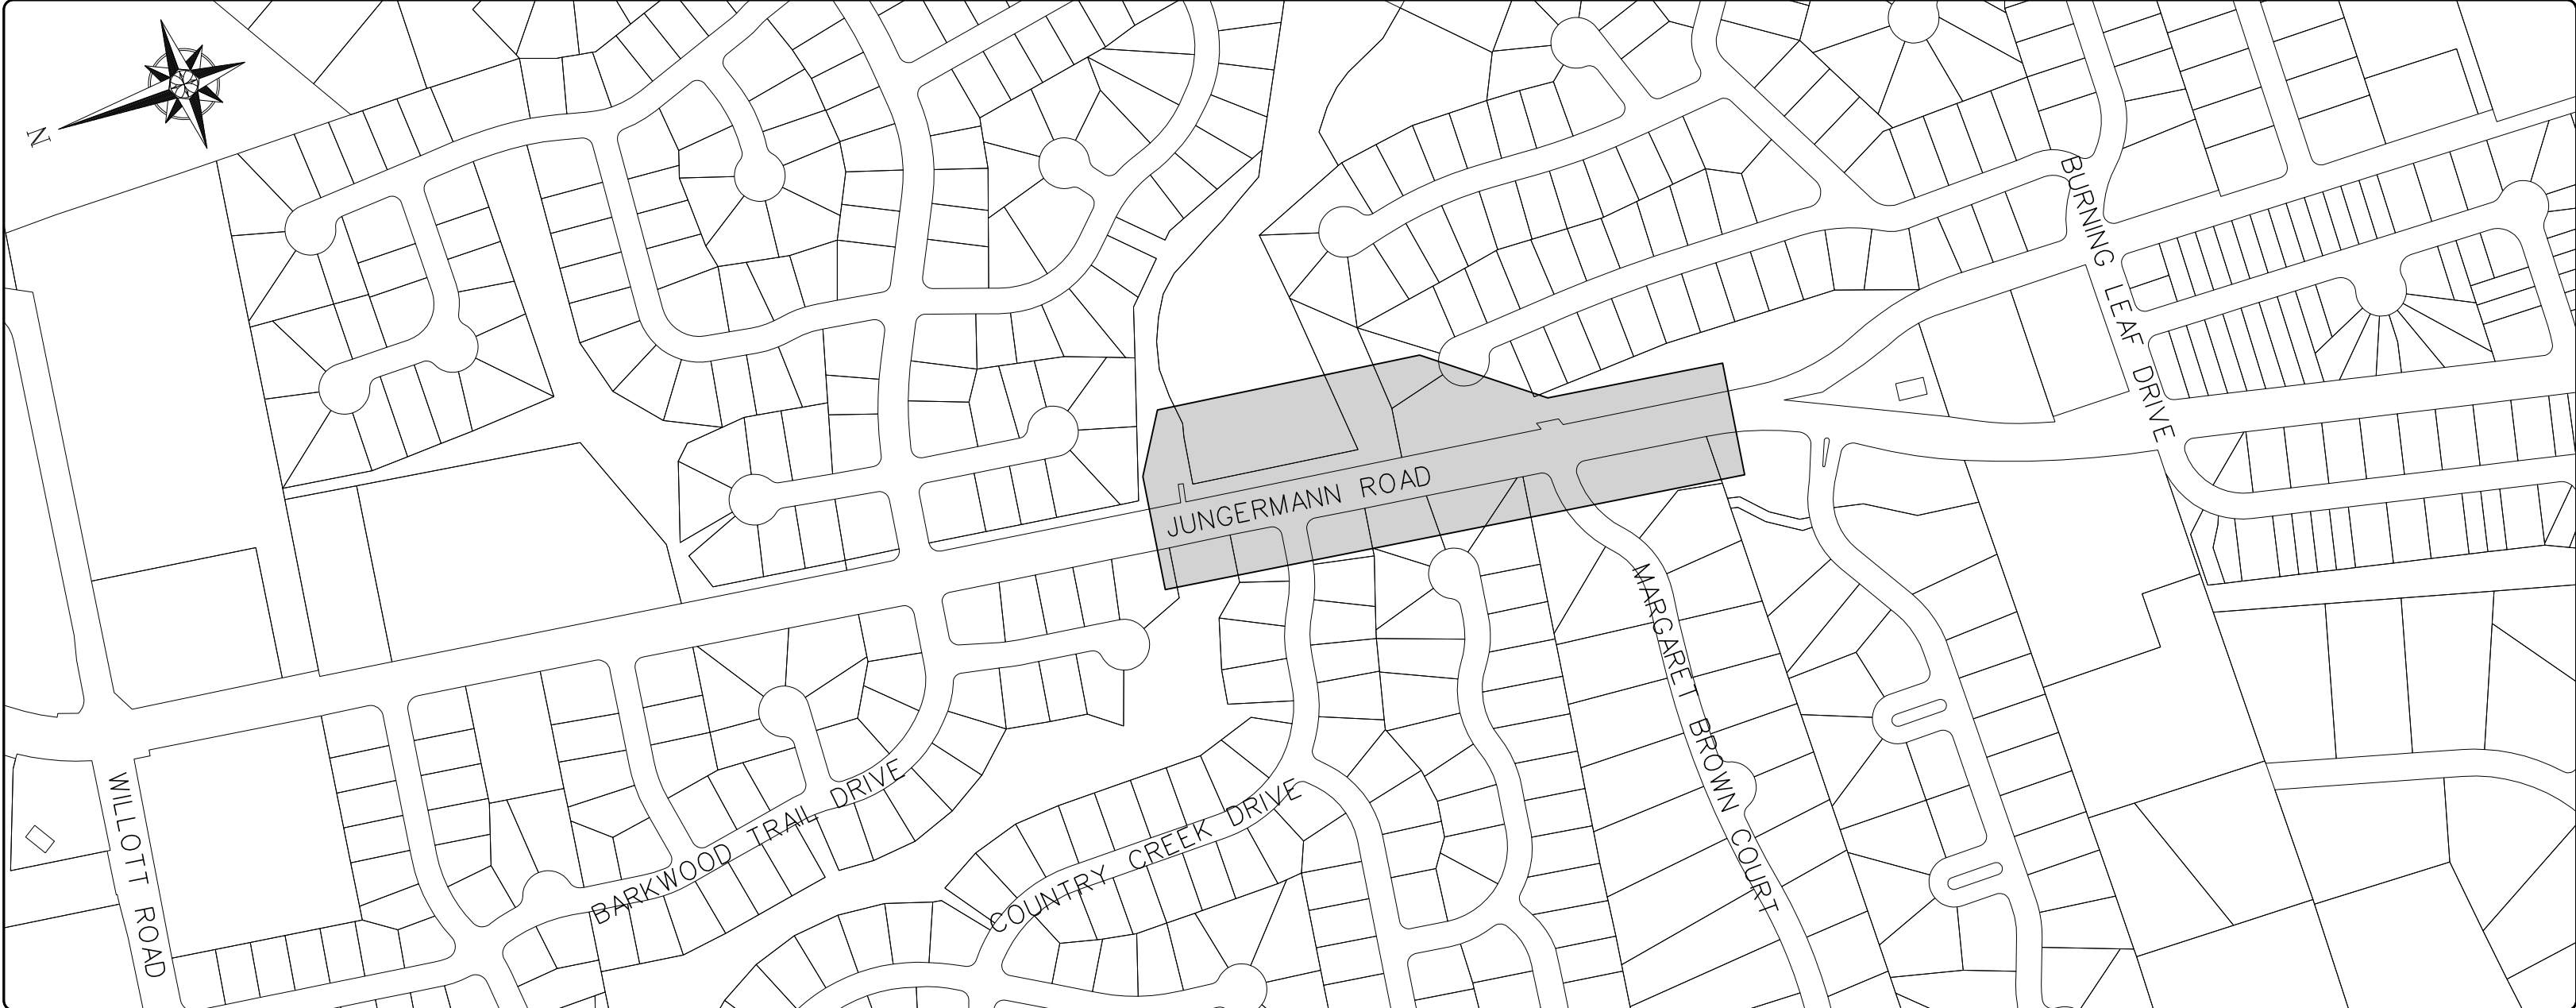 N
BURNING LEAF DRIVE
JUNGERMANN ROAD
MARGARET BROWN COURT
WILLOTT ROAD
BARKWOOD TRAIL DRIVE
COUNTRY CREEK DRIVE